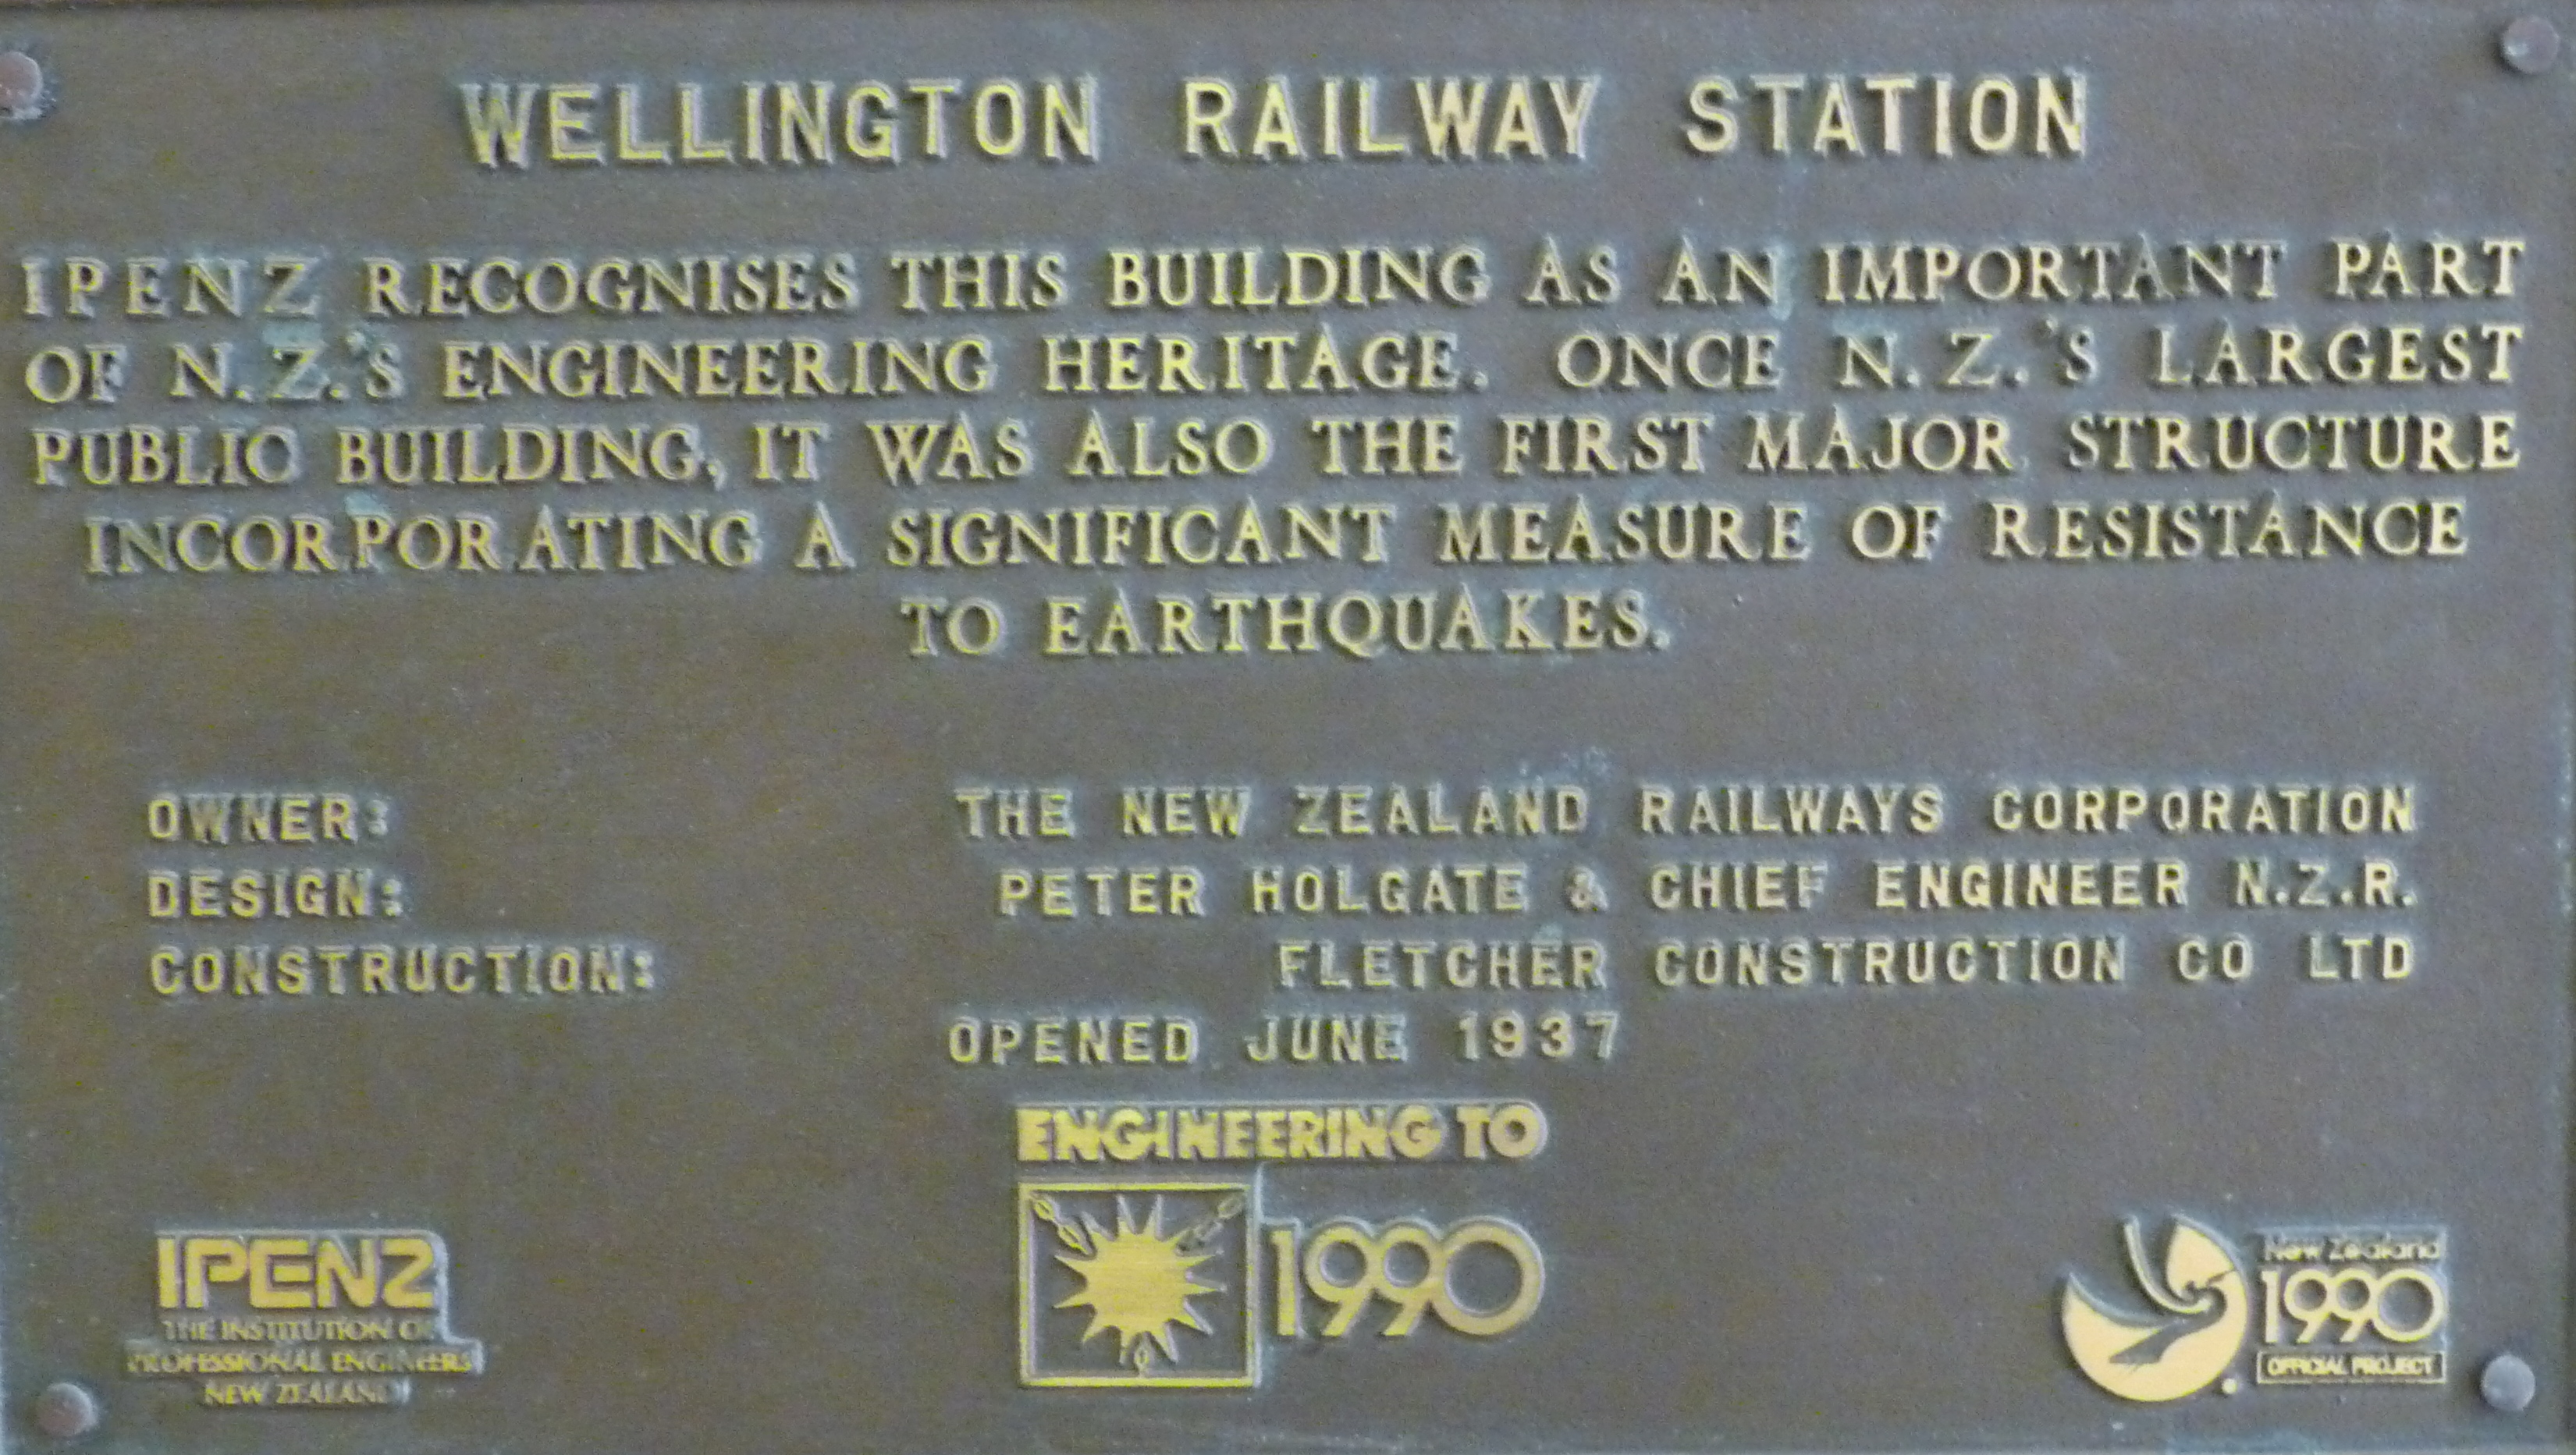 WELLINGTON RAILWAY STATION
IPENZ RECOGNISES THIS BUILDING AS AN IMPORTANT PART
OF N.Z.'S ENGINEERING HERITAGE. ONCE N.Z.'S LARGEST
PUBLIC BUILDING, IT WAS ALSO THE FIRST MAJOR STRUCTURE
INCORPORATING A SIGNIFICANT MEASURE OF RESISTANCE
TO EARTHQUAKES.
OWNER: THE NEW ZEALAND RAILWAYS CORPORATION
DESIGN: PETER HOLGATE & CHIEF ENGINEER N.Z.R.
CONSTRUCTION: FLETCHER CONSTRUCTION CO LTD
OPENED JUNE 1937
ENGINEERING TO
1990
IPENZ
THE INSTITUTION OF
PROFESSIONAL ENGINEERS
NEW ZEALAND
New Zealand
1990
OFFICIAL PROJECT